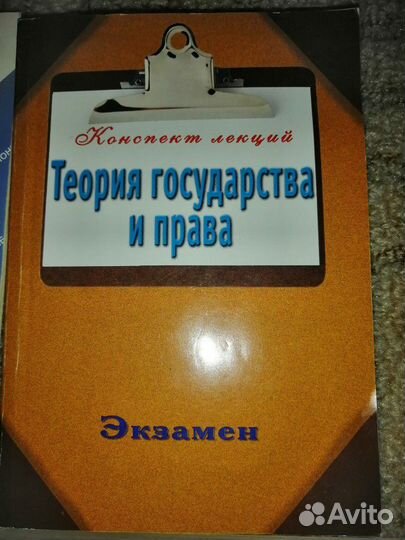 Конспект лекций
Теория государства
и права
Экзамен
Avito